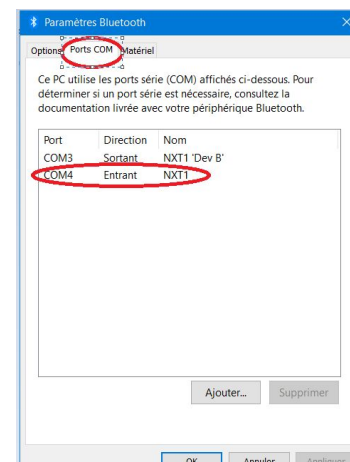 Paramètres Bluetooth
Options Ports COM Matériel
Ce PC utilise les ports série (COM) affichés ci-dessous. Pour
déterminer si un port série est nécessaire, consultez la
documentation livrée avec votre périphérique Bluetooth.
Port Direction Nom
COM3 Sortant NXT1 'Dev B'
COM4 Entrant NXT1
Ajouter... Supprimer
OK Annuler Appliquer